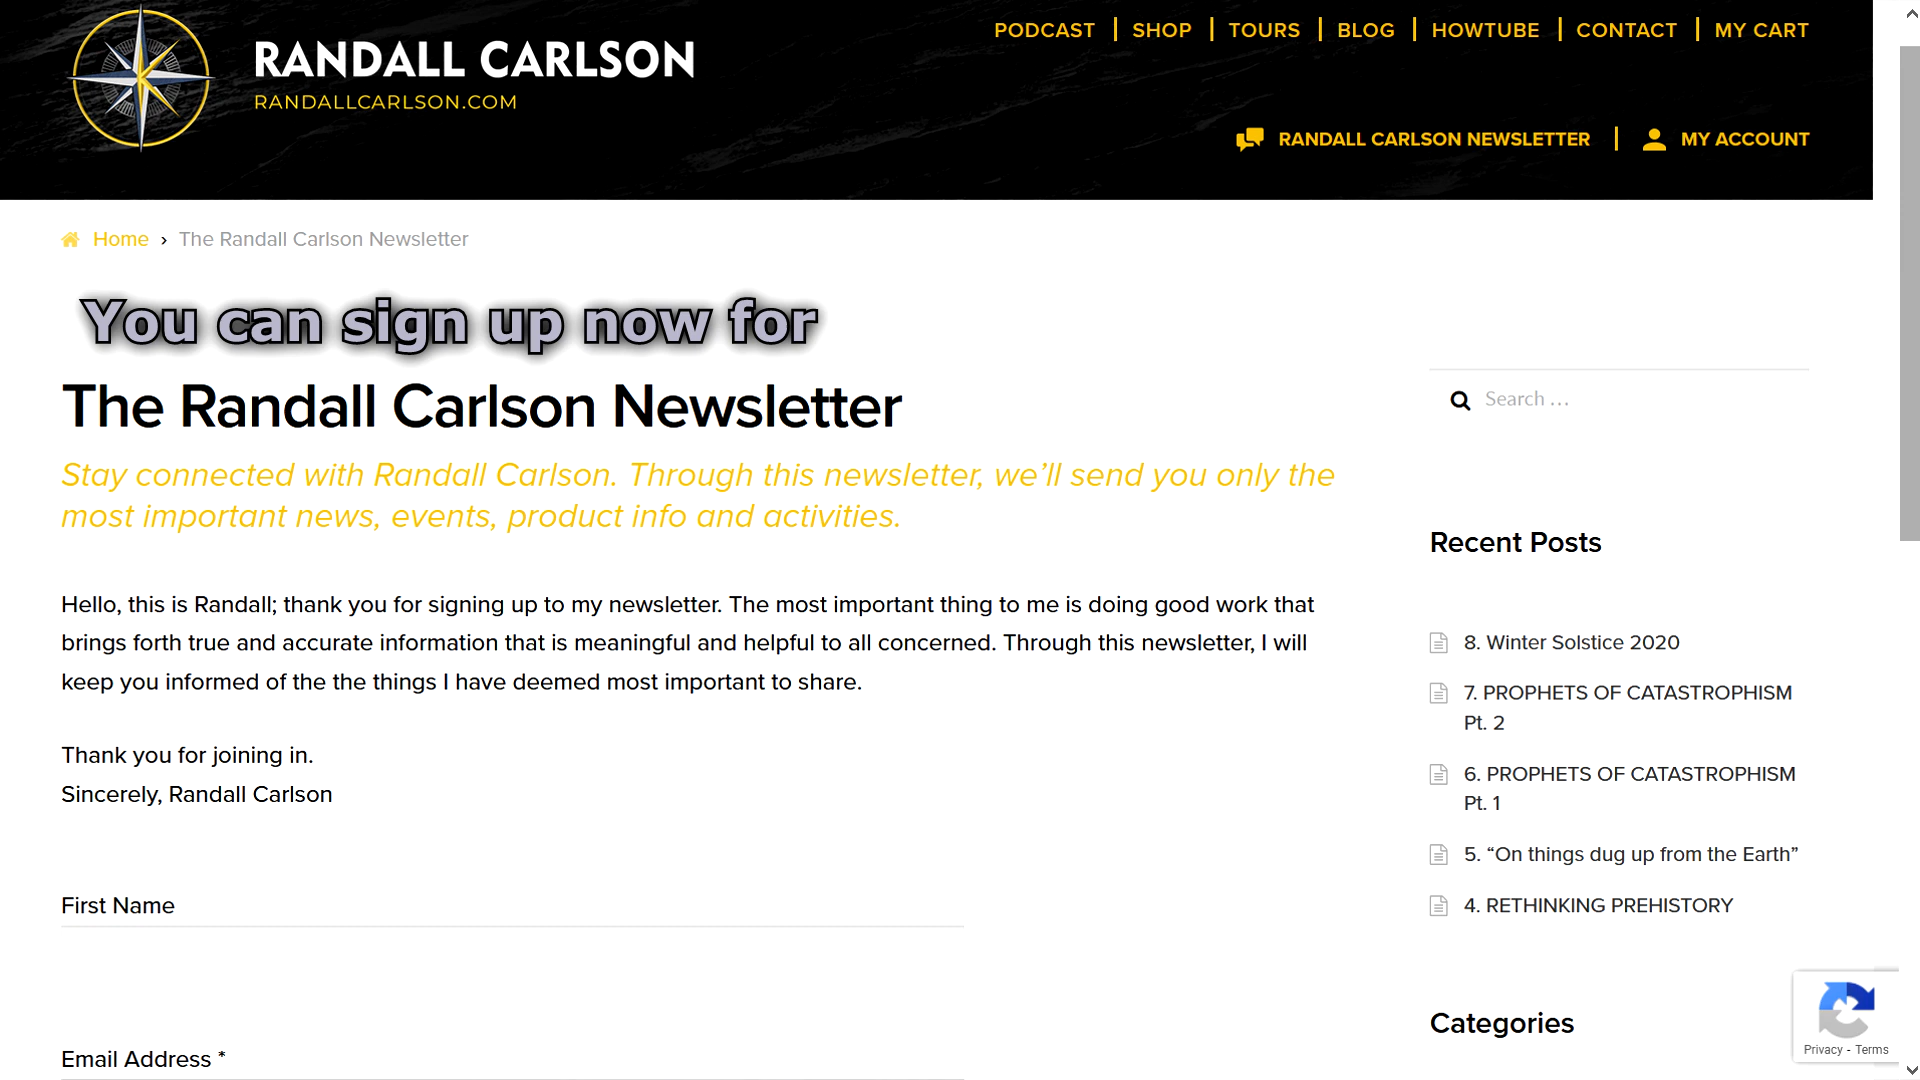 RANDALL CARLSON
RANDALLCARLSON.COM
PODCAST | SHOP | TOURS | BLOG | HOWTUBE | CONTACT | MY CART
RANDALL CARLSON NEWSLETTER | MY ACCOUNT
Home › The Randall Carlson Newsletter
You can sign up now for
The Randall Carlson Newsletter
Stay connected with Randall Carlson. Through this newsletter, we’ll send you only the
most important news, events, product info and activities.
Hello, this is Randall; thank you for signing up to my newsletter. The most important thing to me is doing good work that
brings forth true and accurate information that is meaningful and helpful to all concerned. Through this newsletter, I will
keep you informed of the the things I have deemed most important to share.
Thank you for joining in.
Sincerely, Randall Carlson
First Name
Email Address *
Search …
Recent Posts
8. Winter Solstice 2020
7. PROPHETS OF CATASTROPHISM
Pt. 2
6. PROPHETS OF CATASTROPHISM
Pt. 1
5. “On things dug up from the Earth”
4. RETHINKING PREHISTORY
Categories
Privacy - Terms